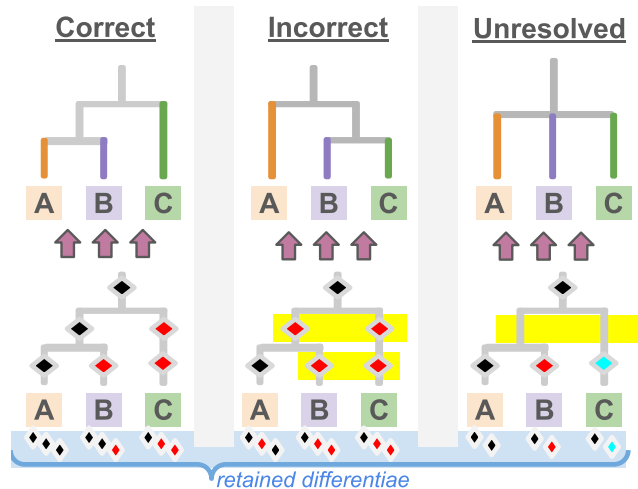 Correct Incorrect Unresolved
A B C A B C A B C
A B C A B C A B C
retained differentiae